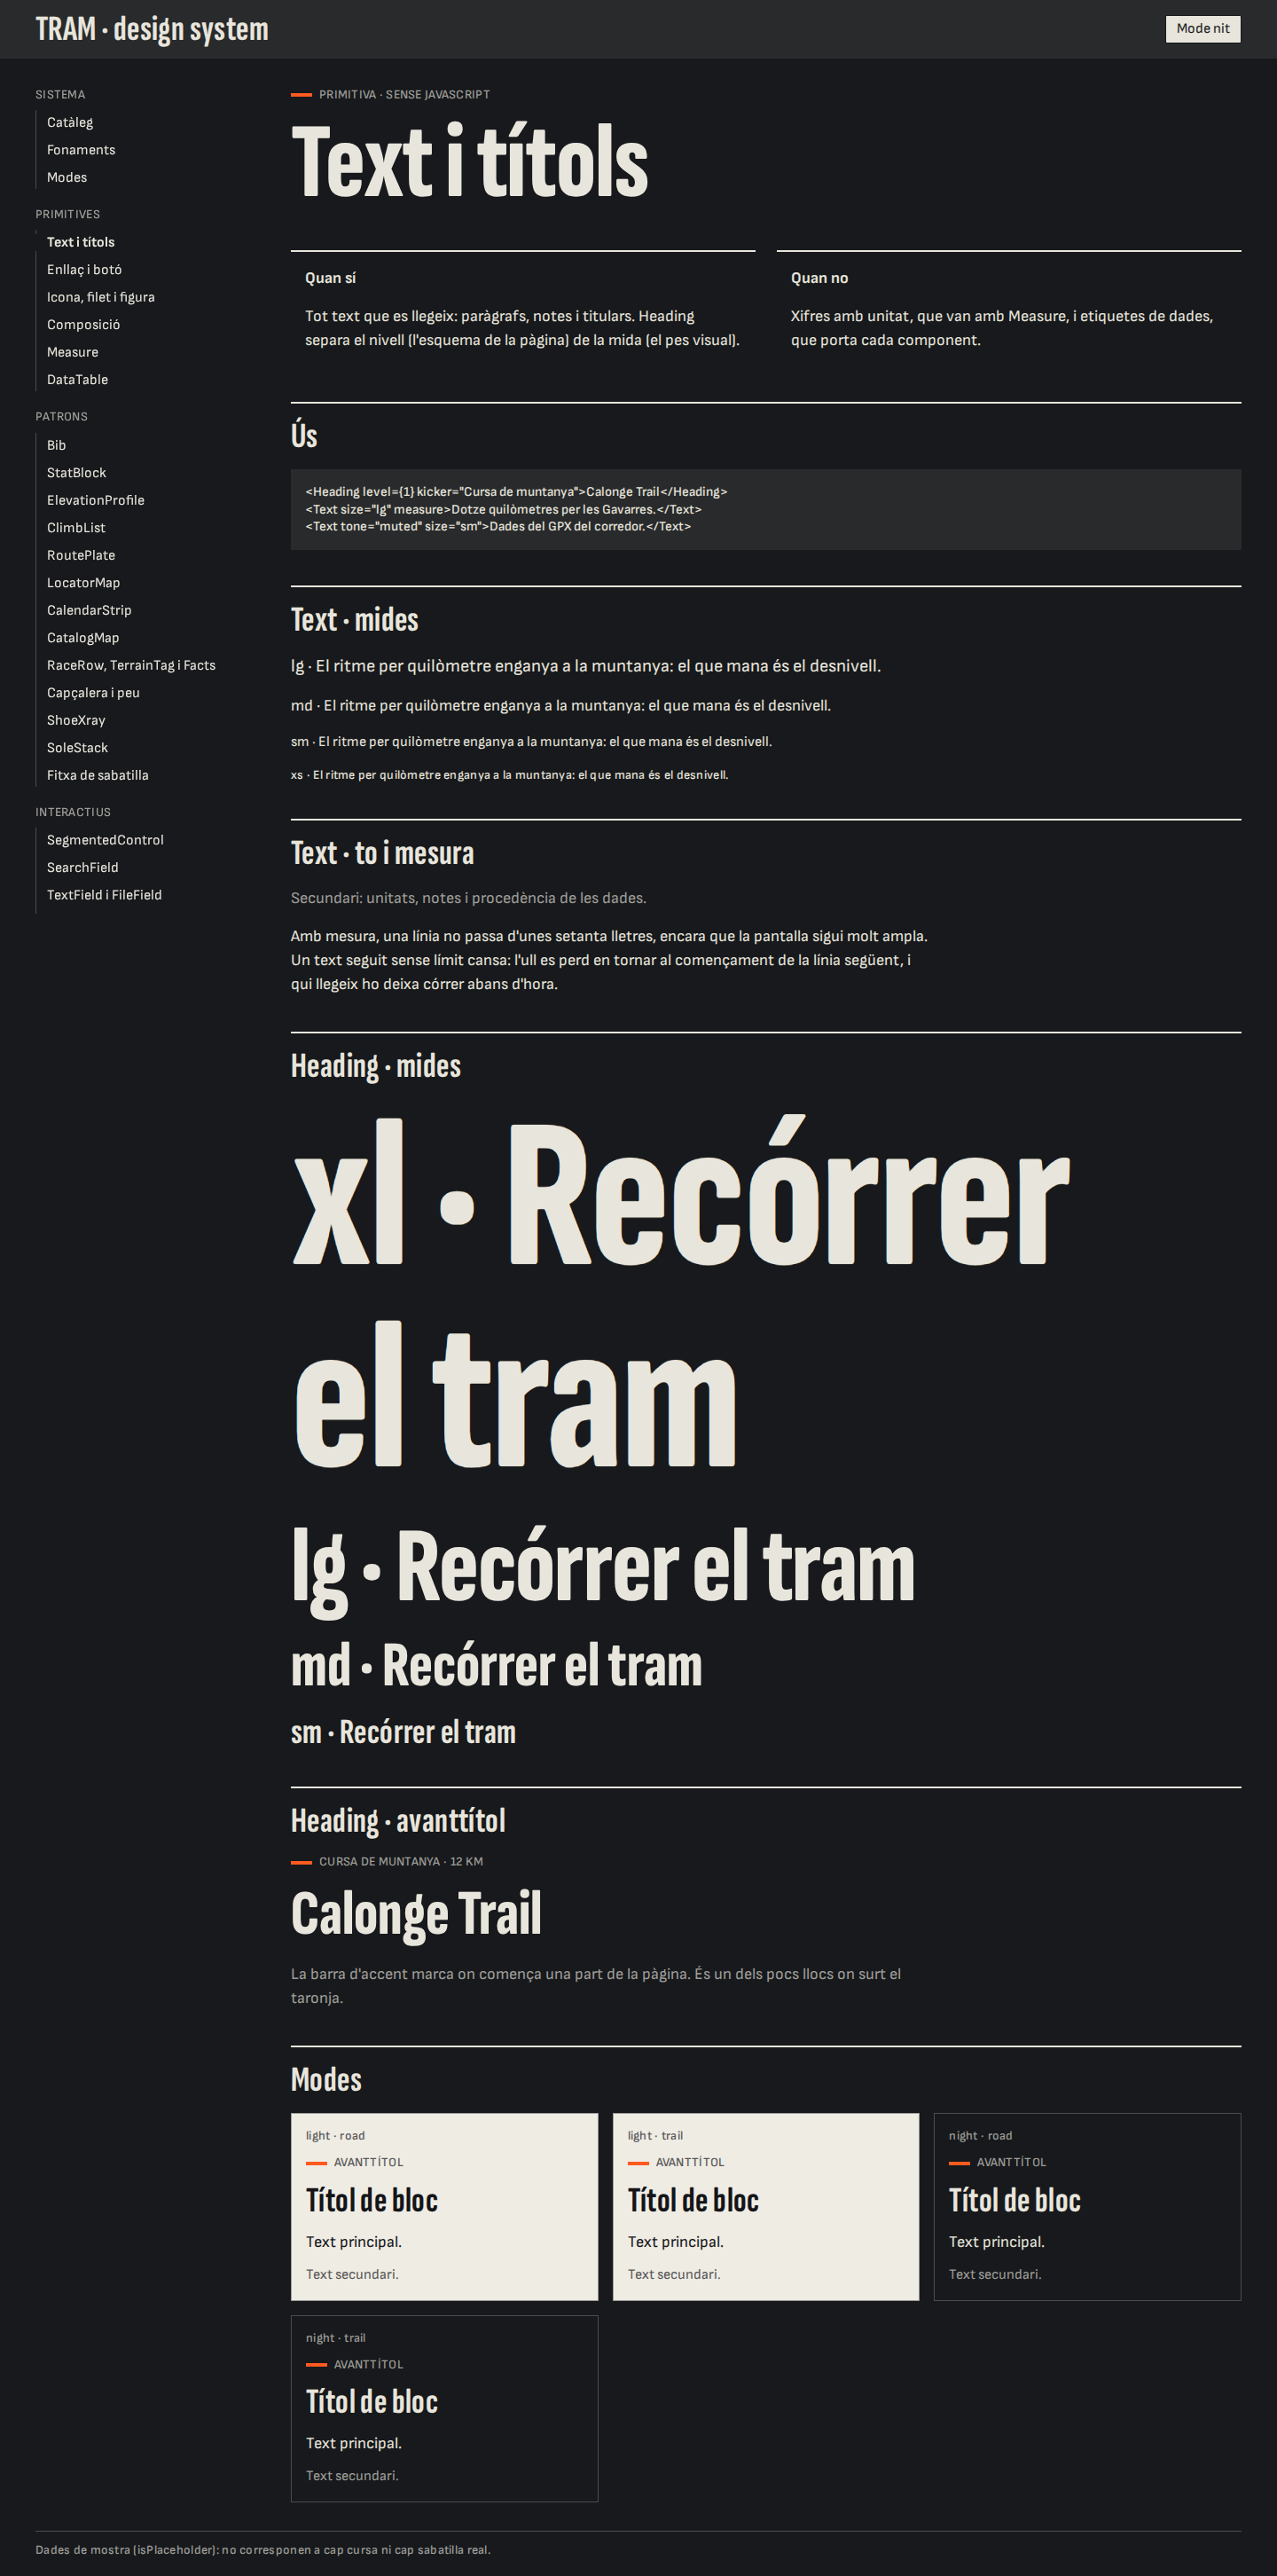 TRAM · design system
Mode nit
SISTEMA
Catàleg
Fonaments
Modes
PRIMITIVES
Text i títols
Enllaç i botó
Icona, filet i figura
Composició
Measure
DataTable
PATRONS
Bib
StatBlock
ElevationProfile
ClimbList
RoutePlate
LocatorMap
CalendarStrip
CatalogMap
RaceRow, TerrainTag i Facts
Capçalera i peu
ShoeXray
SoleStack
Fitxa de sabatilla
INTERACTIUS
SegmentedControl
SearchField
TextField i FileField
PRIMITIVA · SENSE JAVASCRIPT
Text i títols
Quan sí
Tot text que es llegeix: paràgrafs, notes i titulars. Heading
separa el nivell (l'esquema de la pàgina) de la mida (el pes visual).
Quan no
Xifres amb unitat, que van amb Measure, i etiquetes de dades,
que porta cada component.
Ús
<Heading level={1} kicker="Cursa de muntanya">Calonge Trail</Heading>
<Text size="lg" measure>Dotze quilòmetres per les Gavarres.</Text>
<Text tone="muted" size="sm">Dades del GPX del corredor.</Text>
Text · mides
lg · El ritme per quilòmetre enganya a la muntanya: el que mana és el desnivell.
md · El ritme per quilòmetre enganya a la muntanya: el que mana és el desnivell.
sm · El ritme per quilòmetre enganya a la muntanya: el que mana és el desnivell.
xs · El ritme per quilòmetre enganya a la muntanya: el que mana és el desnivell.
Text · to i mesura
Secundari: unitats, notes i procedència de les dades.
Amb mesura, una línia no passa d'unes setanta lletres, encara que la pantalla sigui molt ampla.
Un text seguit sense límit cansa: l'ull es perd en tornar al començament de la línia següent, i
qui llegeix ho deixa córrer abans d'hora.
Heading · mides
xl · Recórrer
el tram
lg · Recórrer el tram
md · Recórrer el tram
sm · Recórrer el tram
Heading · avanttítol
CURSA DE MUNTANYA · 12 KM
Calonge Trail
La barra d'accent marca on comença una part de la pàgina. És un dels pocs llocs on surt el
taronja.
Modes
light · road
AVANTTÍTOL
Títol de bloc
Text principal.
Text secundari.
light · trail
AVANTTÍTOL
Títol de bloc
Text principal.
Text secundari.
night · road
AVANTTÍTOL
Títol de bloc
Text principal.
Text secundari.
night · trail
AVANTTÍTOL
Títol de bloc
Text principal.
Text secundari.
Dades de mostra (isPlaceholder): no corresponen a cap cursa ni cap sabatilla real.